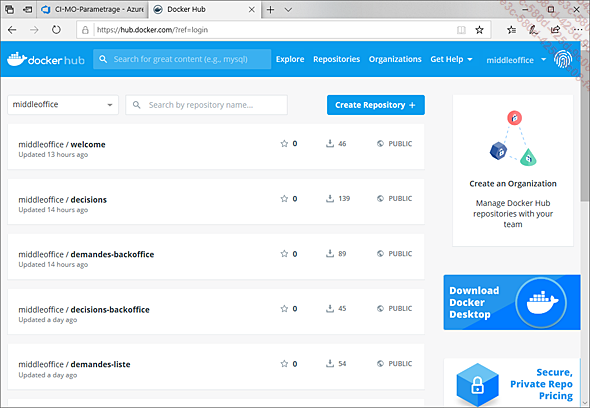 CI-MO-Parametrage - Azure
Docker Hub
https://hub.docker.com/?ref=login
dockerhub
Search for great content (e.g., mysql)
Explore
Repositories
Organizations
Get Help
middleoffice
middleoffice
Search by repository name...
Create Repository +
middleoffice / welcome
Updated 13 hours ago
0
46
PUBLIC
middleoffice / decisions
Updated 14 hours ago
0
139
PUBLIC
middleoffice / demandes-backoffice
Updated 14 hours ago
0
89
PUBLIC
middleoffice / decisions-backoffice
Updated a day ago
0
45
PUBLIC
middleoffice / demandes-liste
Updated a day ago
0
54
PUBLIC
Create an Organization
Manage Docker Hub
repositories with your
team
Download
Docker
Desktop
Secure,
Private Repo
Pricing